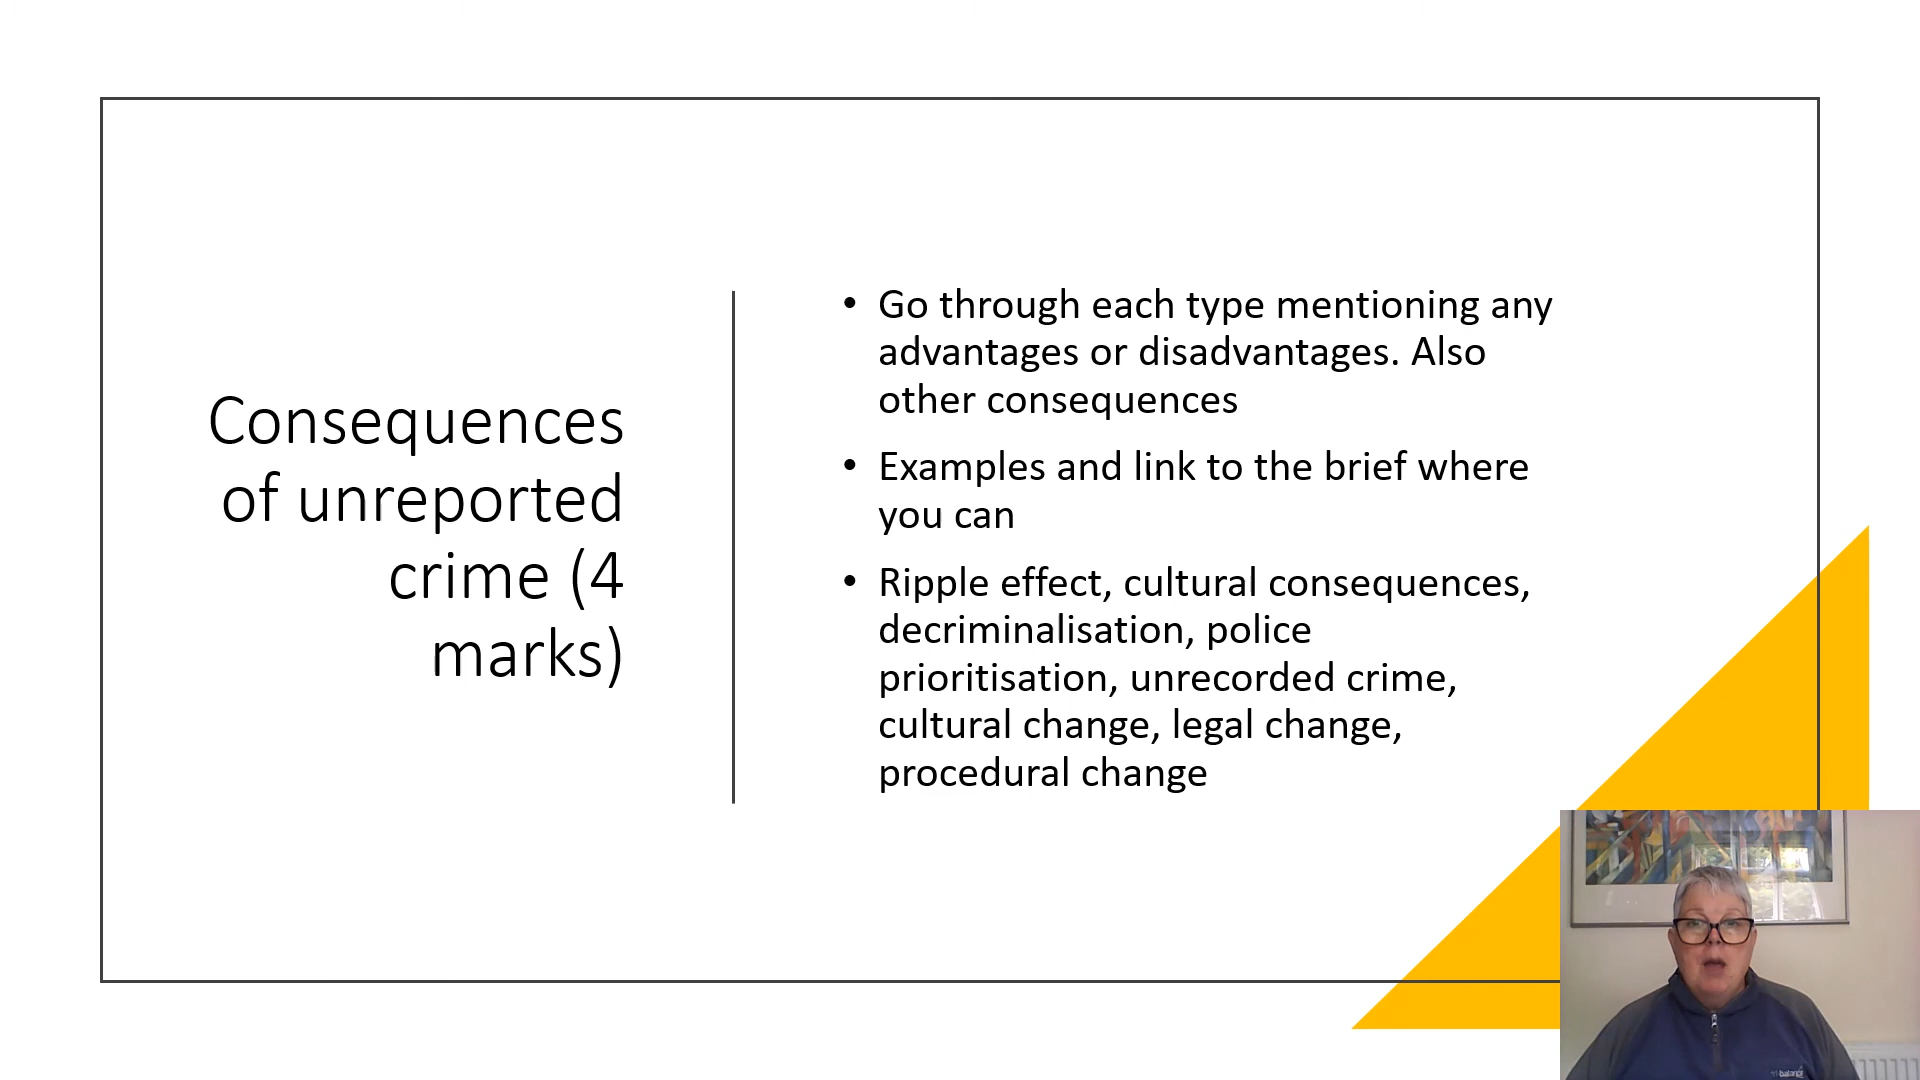 Consequences
of unreported
crime (4
marks)
• Go through each type mentioning any
advantages or disadvantages. Also
other consequences
• Examples and link to the brief where
you can
• Ripple effect, cultural consequences,
decriminalisation, police
prioritisation, unrecorded crime,
cultural change, legal change,
procedural change